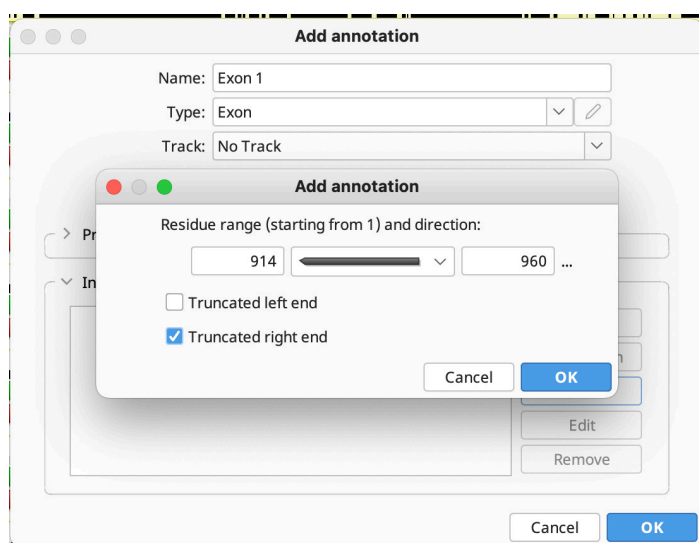 Add annotation
Name: Exon 1
Type: Exon
Track: No Track
Add annotation
Residue range (starting from 1) and direction:
914 960 ...
Truncated left end
Truncated right end
Cancel OK
Edit
Remove
Cancel OK